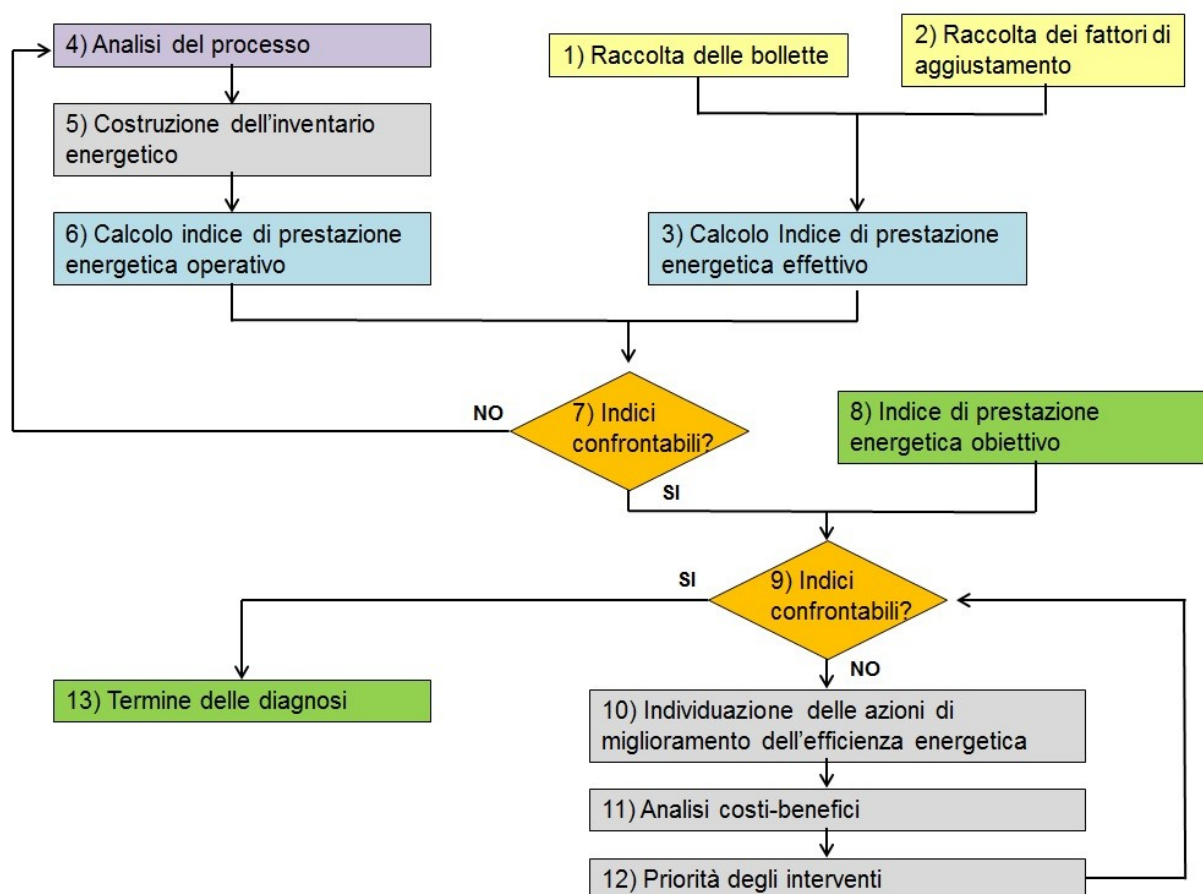 4) Analisi del processo
1) Raccolta delle bollette
2) Raccolta dei fattori di
aggiustamento
5) Costruzione dell'inventario
energetico
6) Calcolo indice di prestazione
energetica operativo
3) Calcolo Indice di prestazione
energetica effettivo
NO
7) Indici
confrontabili?
8) Indice di prestazione
energetica obiettivo
SI
SI
9) Indici
confrontabili?
NO
13) Termine delle diagnosi
10) Individuazione delle azioni di
miglioramento dell'efficienza energetica
11) Analisi costi-benefici
12) Priorità degli interventi